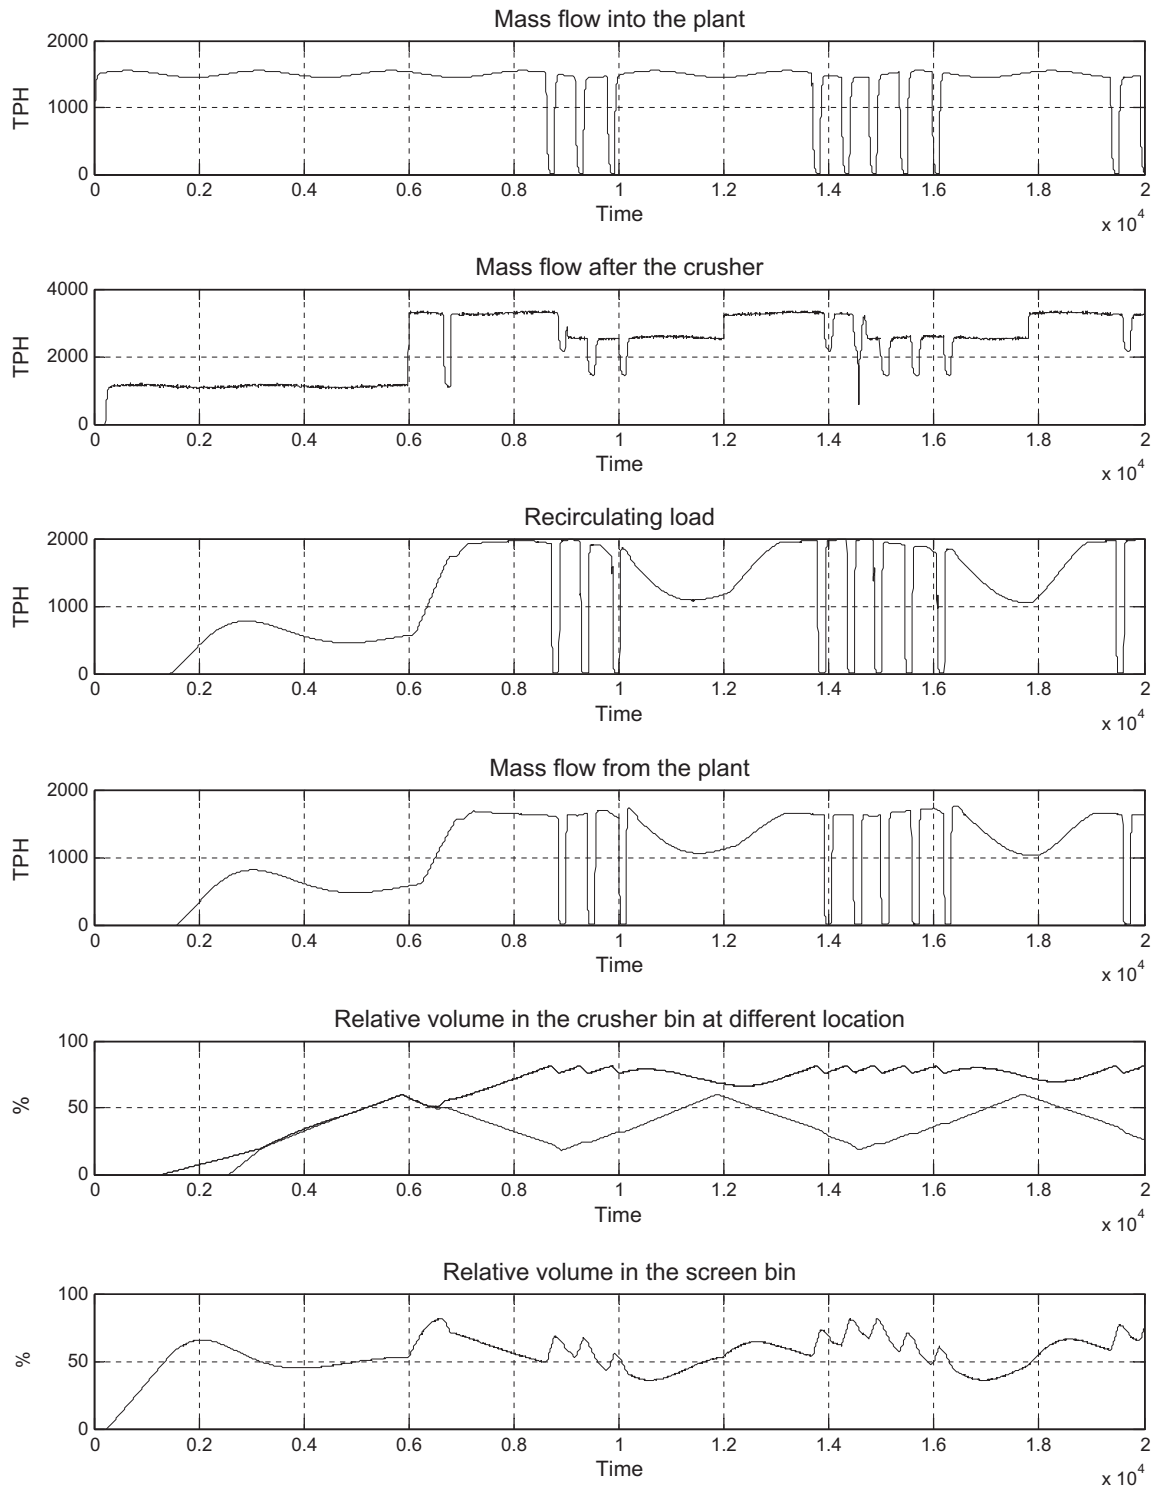 Mass flow into the plant
2000
1000
0
TPH
0 0.2 0.4 0.6 0.8 1 1.2 1.4 1.6 1.8 2
Time
x 10^4
Mass flow after the crusher
4000
2000
0
TPH
0 0.2 0.4 0.6 0.8 1 1.2 1.4 1.6 1.8 2
Time
x 10^4
Recirculating load
2000
1000
0
TPH
0 0.2 0.4 0.6 0.8 1 1.2 1.4 1.6 1.8 2
Time
x 10^4
Mass flow from the plant
2000
1000
0
TPH
0 0.2 0.4 0.6 0.8 1 1.2 1.4 1.6 1.8 2
Time
x 10^4
Relative volume in the crusher bin at different location
100
50
0
%
0 0.2 0.4 0.6 0.8 1 1.2 1.4 1.6 1.8 2
Time
x 10^4
Relative volume in the screen bin
100
50
0
%
0 0.2 0.4 0.6 0.8 1 1.2 1.4 1.6 1.8 2
Time
x 10^4